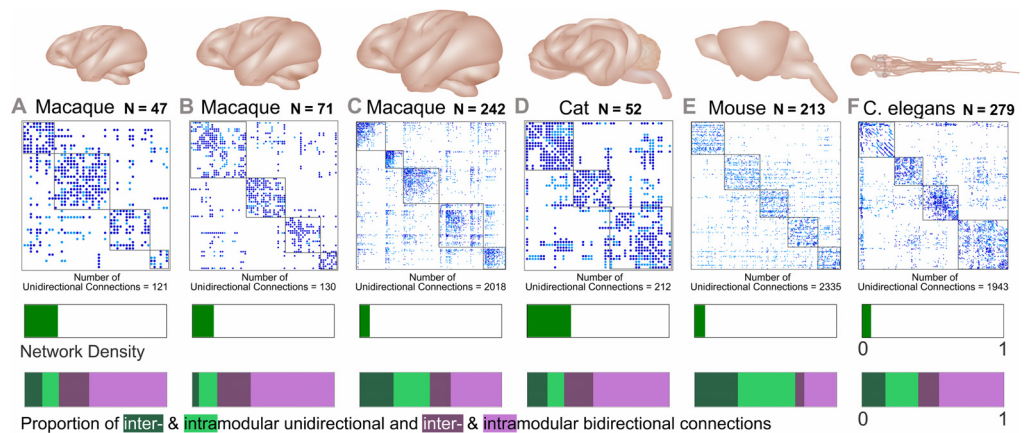 A Macaque N = 47
B Macaque N = 71
C Macaque N = 242
D Cat N = 52
E Mouse N = 213
F C. elegans N = 279
Number of
Unidirectional Connections = 121
Number of
Unidirectional Connections = 130
Number of
Unidirectional Connections = 2018
Number of
Unidirectional Connections = 212
Number of
Unidirectional Connections = 2335
Number of
Unidirectional Connections = 1943
Network Density
0 1
0 1
Proportion of inter- & intramodular unidirectional and inter- & intramodular bidirectional connections